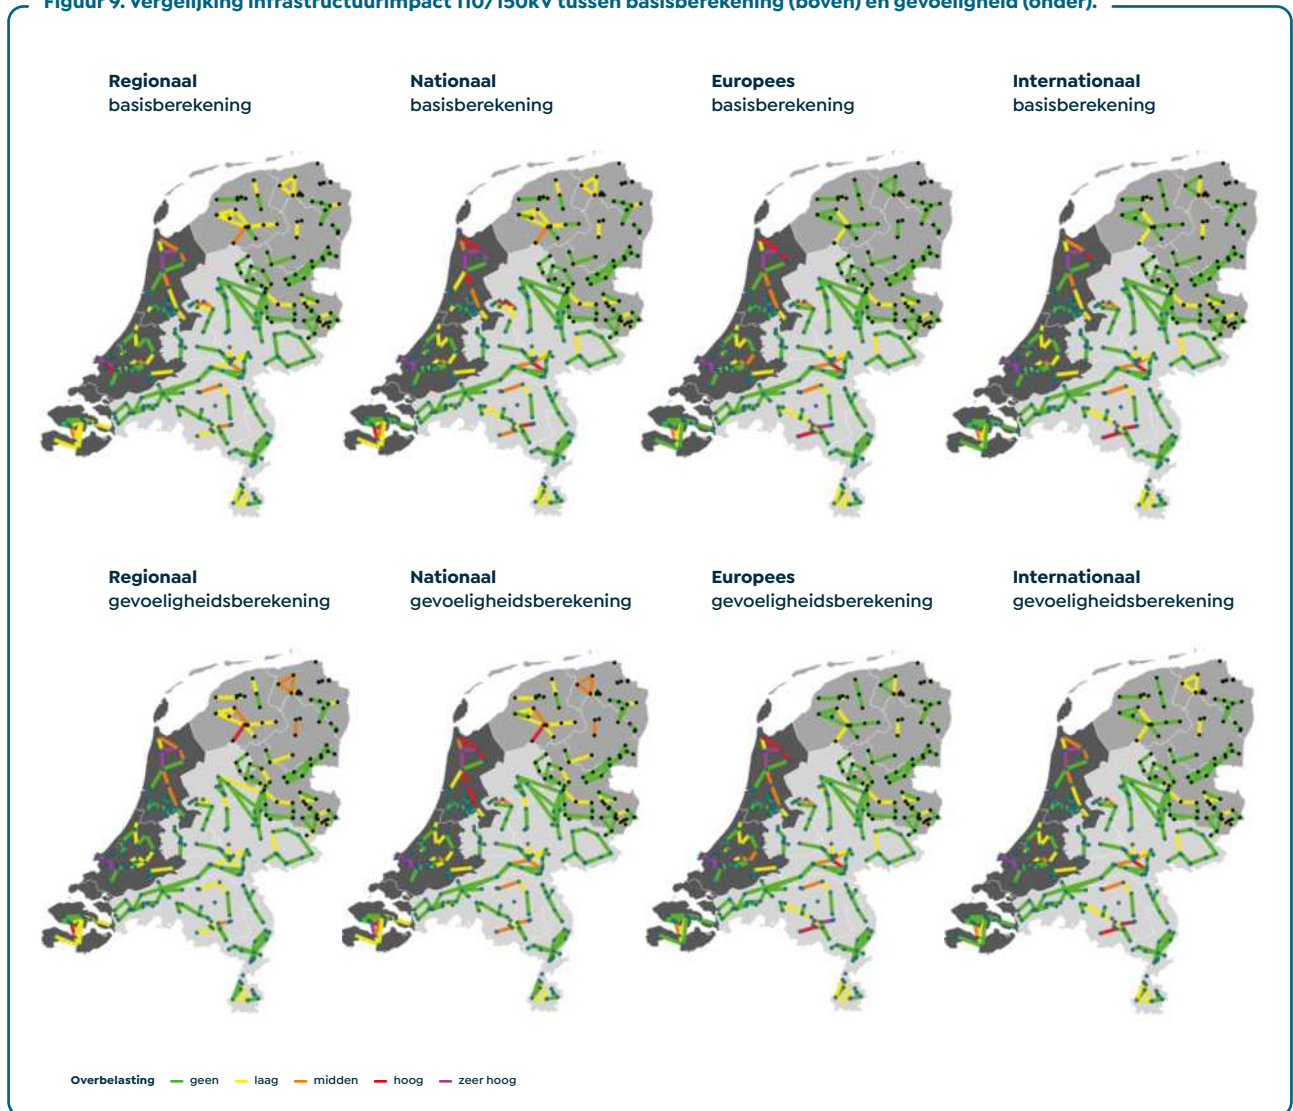 Figuur 9. Vergelijking infrastructuurimpact 110/150kV tussen basisberekening (boven) en gevoeligheid (onder).
Regionaal
basisberekening
Nationaal
basisberekening
Europees
basisberekening
Internationaal
basisberekening
Regionaal
gevoeligheidsberekening
Nationaal
gevoeligheidsberekening
Europees
gevoeligheidsberekening
Internationaal
gevoeligheidsberekening
Overbelasting geen laag midden hoog zeer hoog